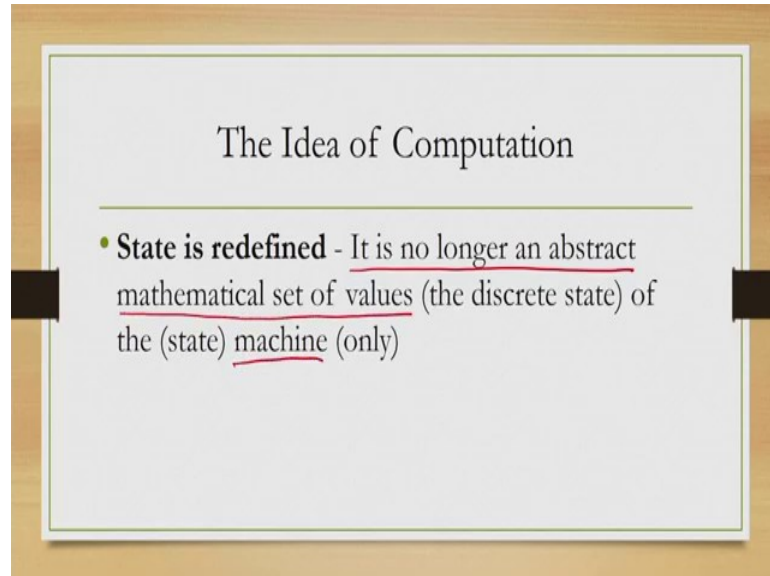 The Idea of Computation
• State is redefined - It is no longer an abstract
mathematical set of values (the discrete state) of
the (state) machine (only)